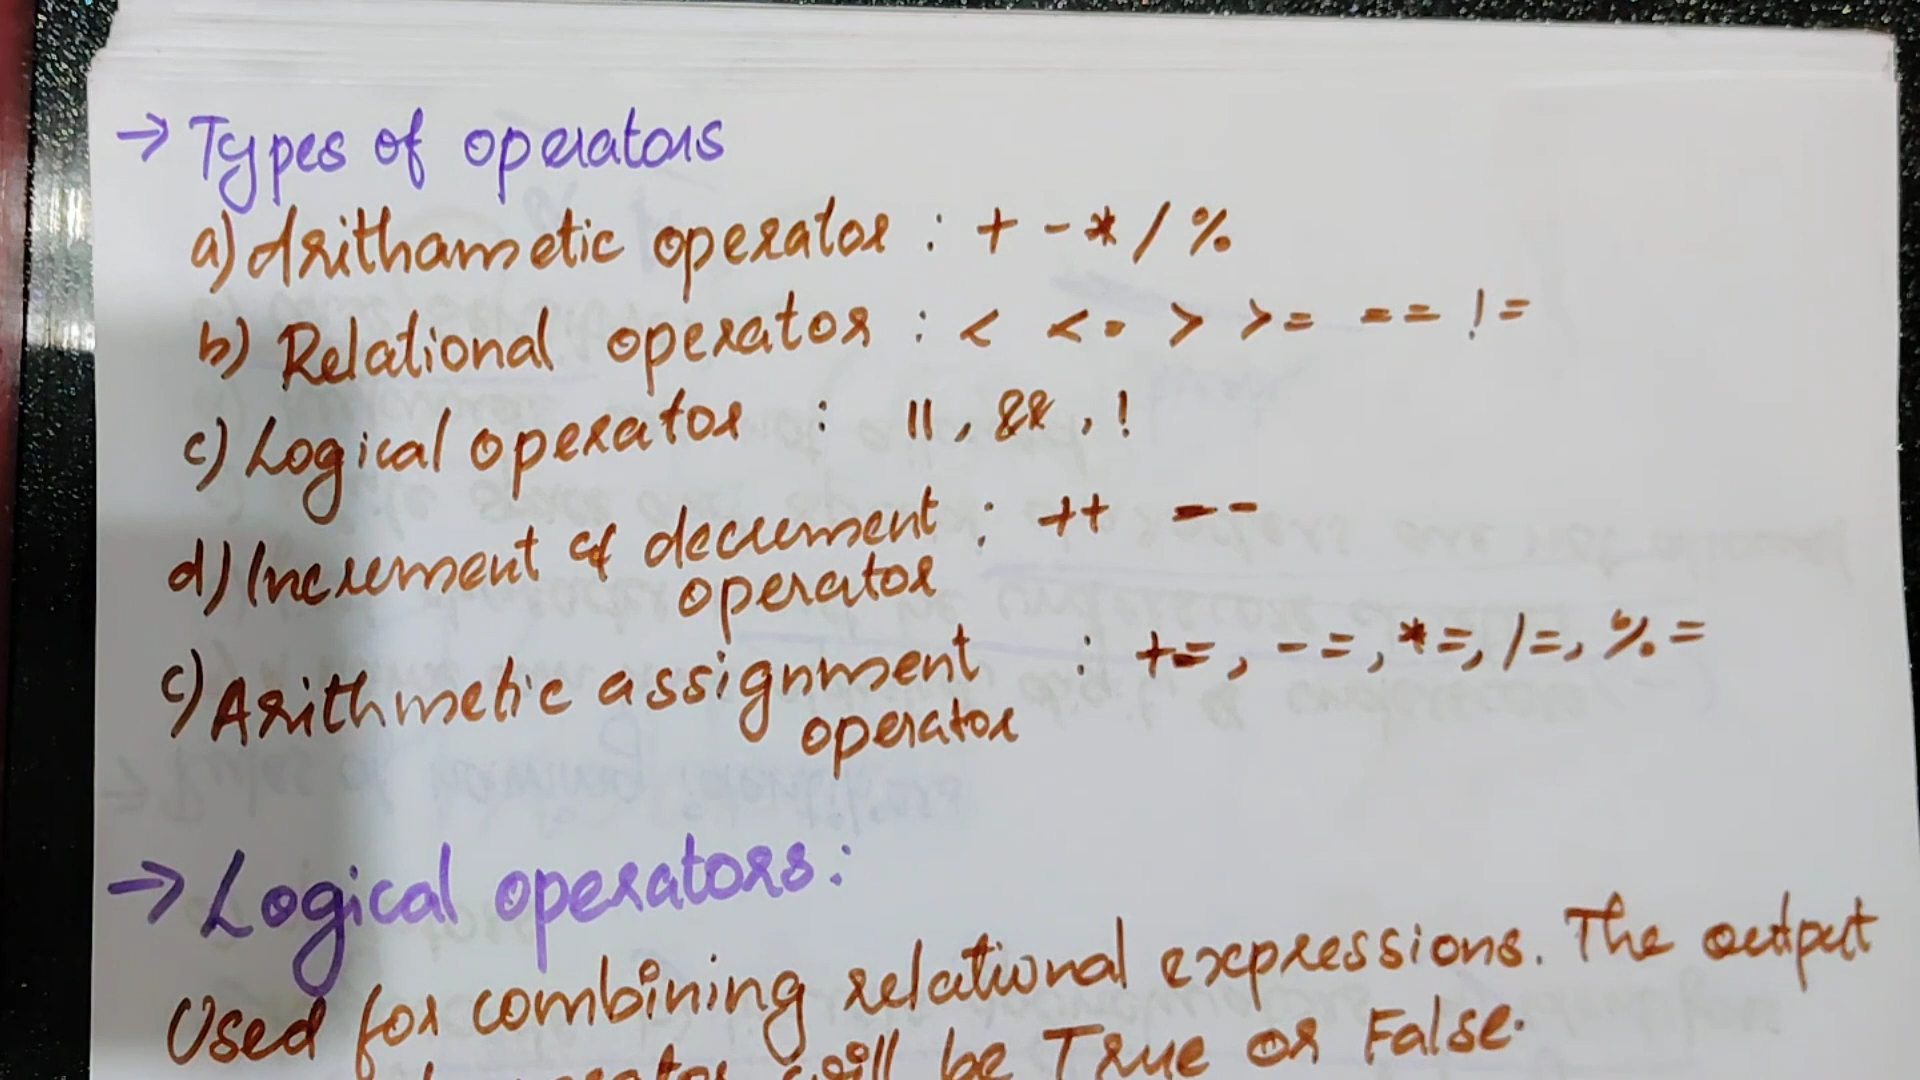 → Types of operators
a) Arithametic operator : + - * / %
b) Relational operator : < <= > >= == !=
c) Logical operator : ||, &&, !
d) Increment & decrement : ++ --
operator
c) Arithmetic assignment : +=, -=, *=, /=, %=
operator
→ Logical operators:
Used for combining relational expressions. The output
will be True or False.